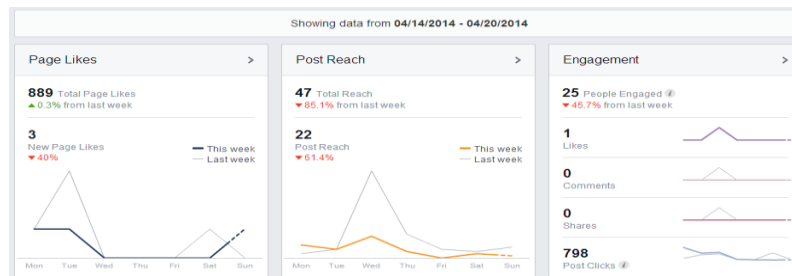 Showing data from 04/14/2014 - 04/20/2014
Page Likes >
889 Total Page Likes
▲0.3% from last week
3
New Page Likes
▼40%
This week
Last week
Mon Tue Wed Thu Fri Sat Sun
Post Reach >
47 Total Reach
▼85.1% from last week
22
Post Reach
▼61.4%
This week
Last week
Mon Tue Wed Thu Fri Sat Sun
Engagement >
25 People Engaged i
▼45.7% from last week
1
Likes
0
Comments
0
Shares
798
Post Clicks i